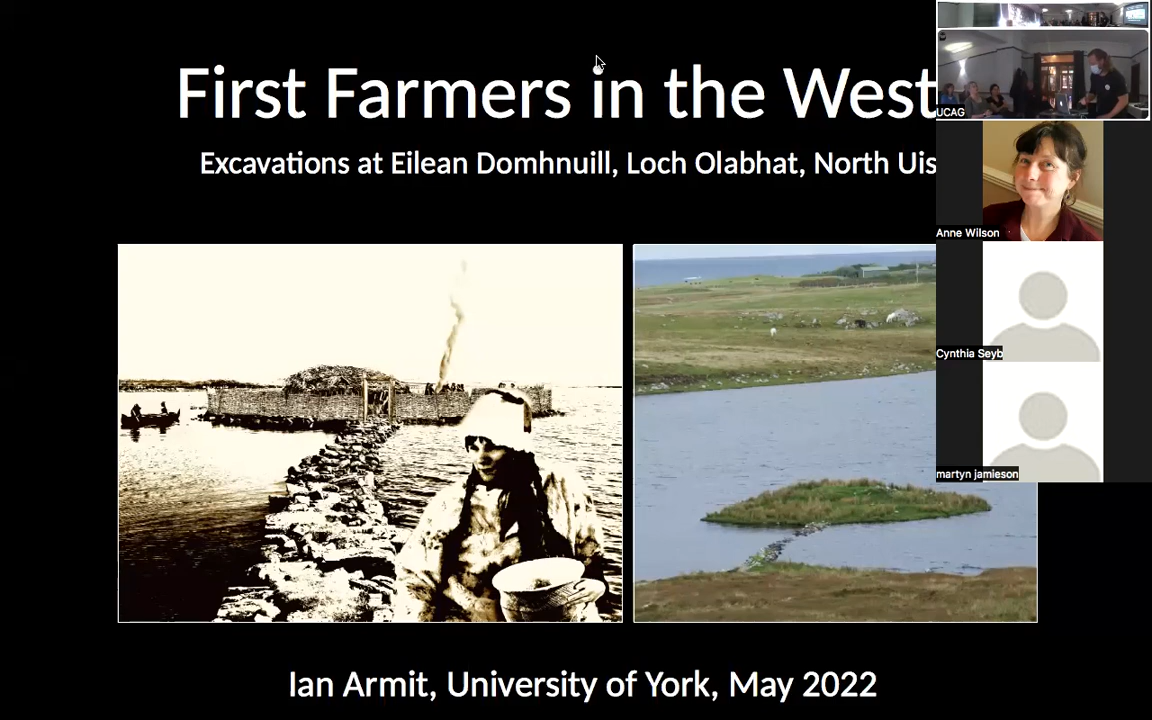 First Farmers in the West
Excavations at Eilean Domhnuill, Loch Olabhat, North Uis
Ian Armit, University of York, May 2022
UCAG
Anne Wilson
Cynthia Seyb
martyn jamieson